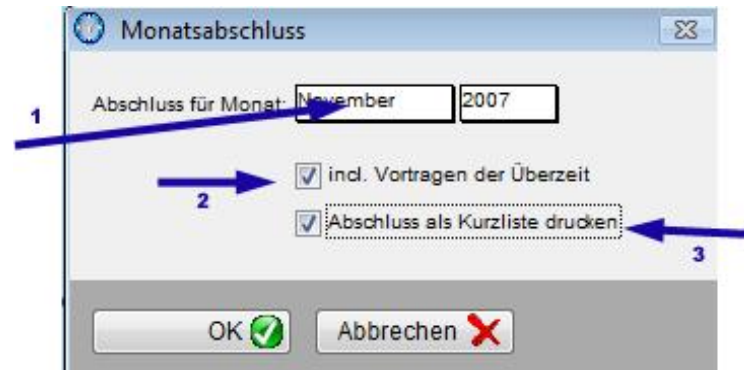 Monatsabschluss
Abschluss für Monat: November 2007
1
incl. Vortragen der Überzeit
2
Abschluss als Kurzliste drucken
3
OK Abbrechen